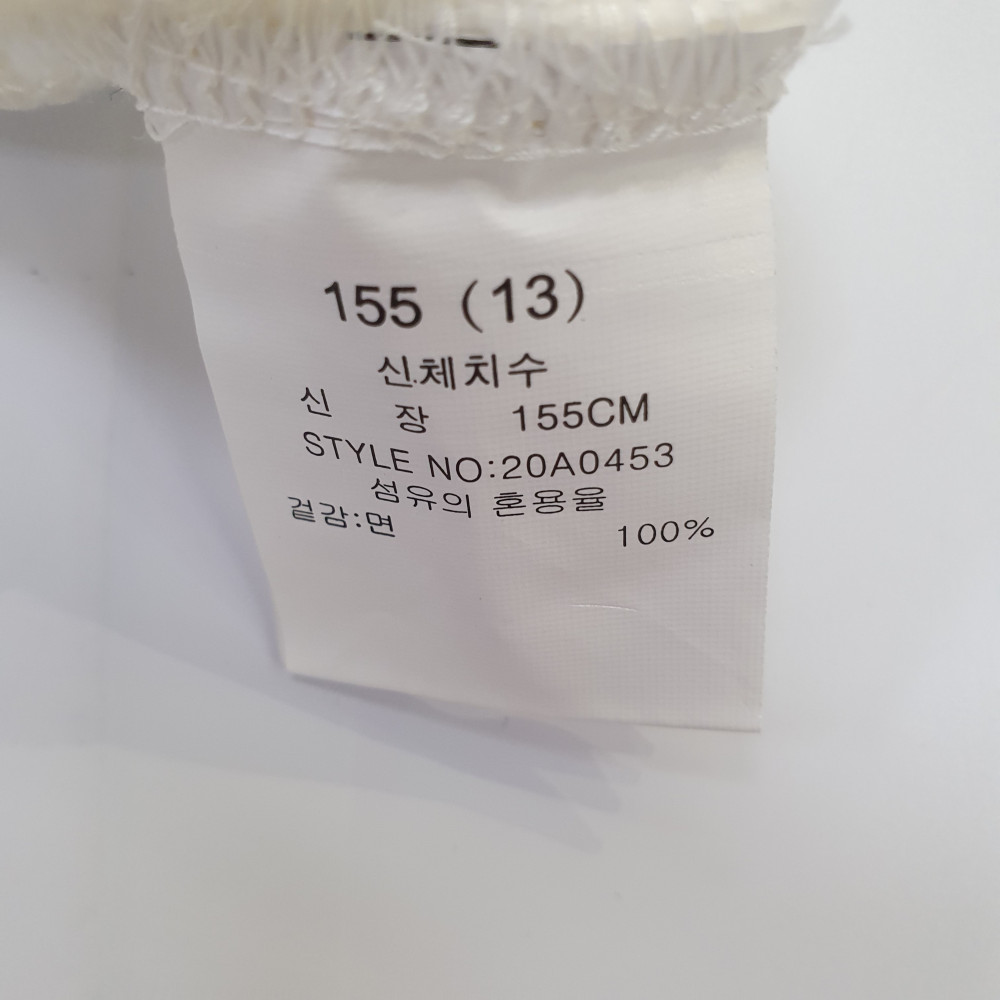 155 (13)
신체치수
신 장 155CM
STYLE NO:20A0453
섬유의 혼용율
겉감:면 100%